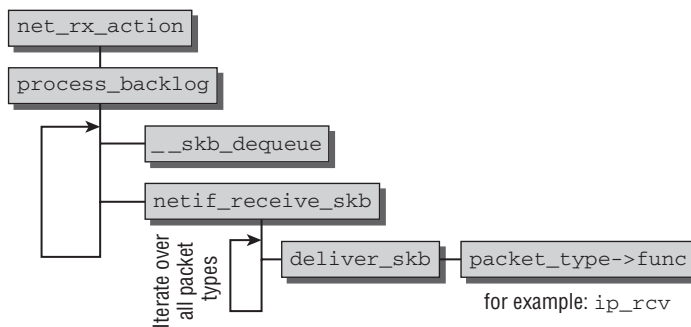 net_rx_action
process_backlog
__skb_dequeue
netif_receive_skb
Iterate over
all packet
types
deliver_skb
packet_type->func
for example: ip_rcv